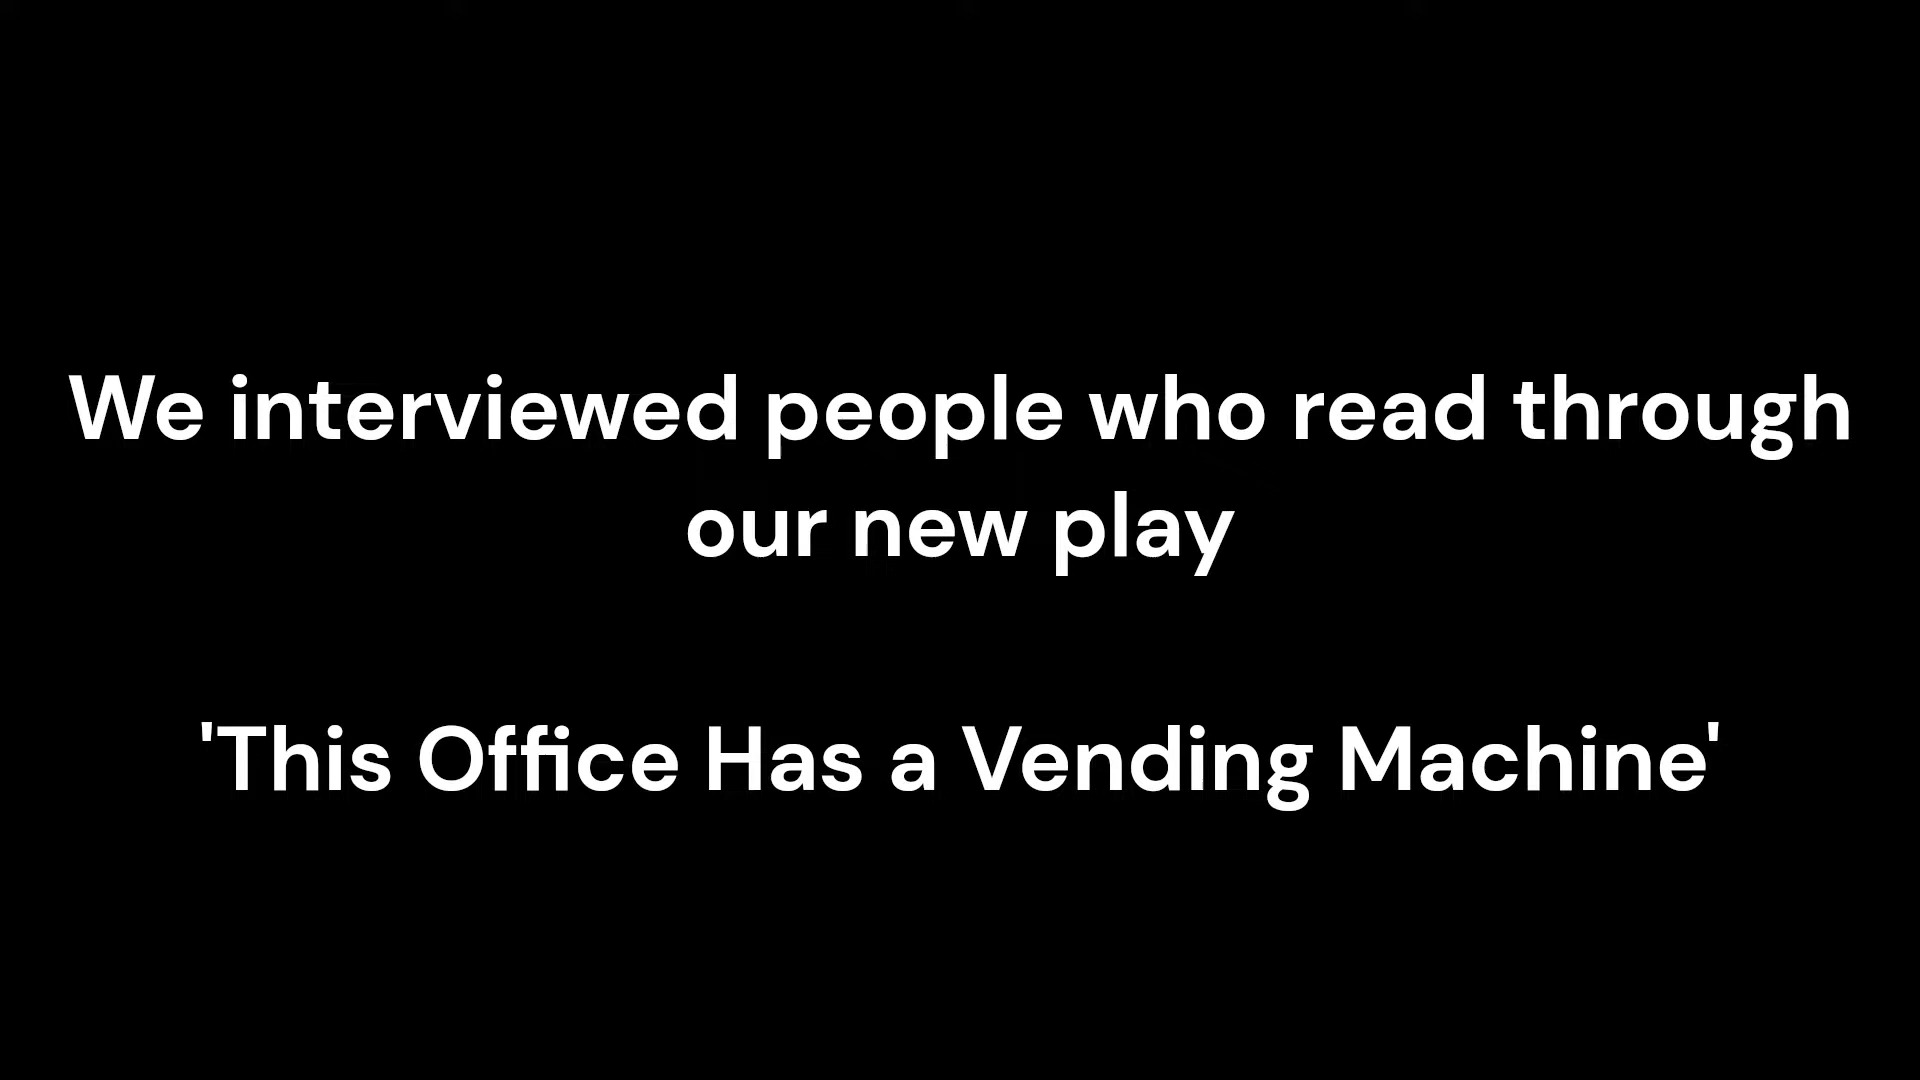 We interviewed people who read through
our new play
'This Office Has a Vending Machine'